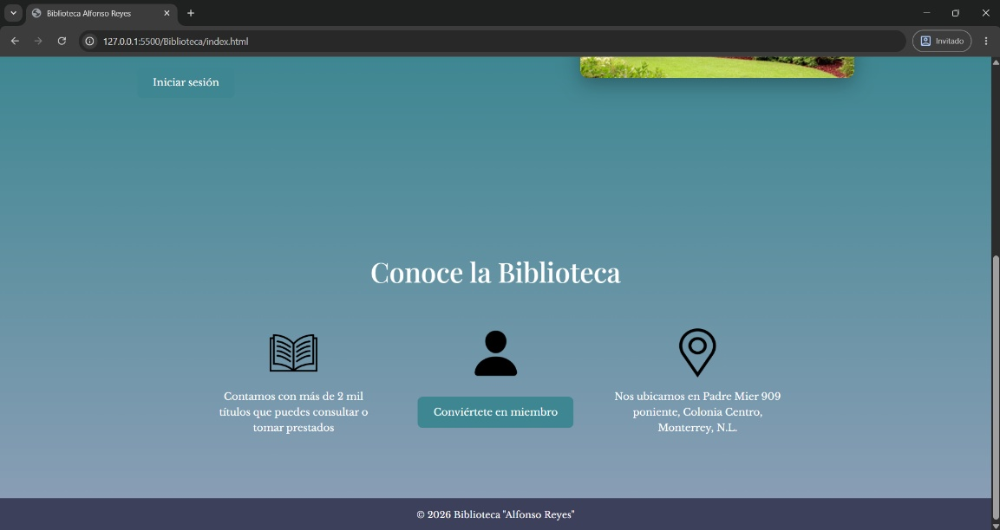 Biblioteca Alfonso Reyes
127.0.0.1:5500/Biblioteca/index.html
Invitado
Iniciar sesión
Conoce la Biblioteca
Contamos con más de 2 mil
títulos que puedes consultar o
tomar prestados
Conviértete en miembro
Nos ubicamos en Padre Mier 909
poniente, Colonia Centro,
Monterrey, N.L.
© 2026 Biblioteca "Alfonso Reyes"